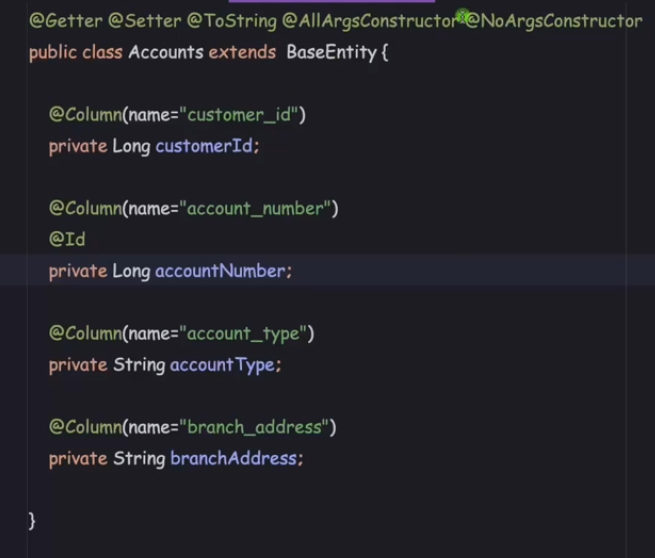 @Getter @Setter @ToString @AllArgsConstructor @NoArgsConstructor
public class Accounts extends BaseEntity {
@Column(name="customer_id")
private Long customerId;
@Column(name="account_number")
@Id
private Long accountNumber;
@Column(name="account_type")
private String accountType;
@Column(name="branch_address")
private String branchAddress;
}